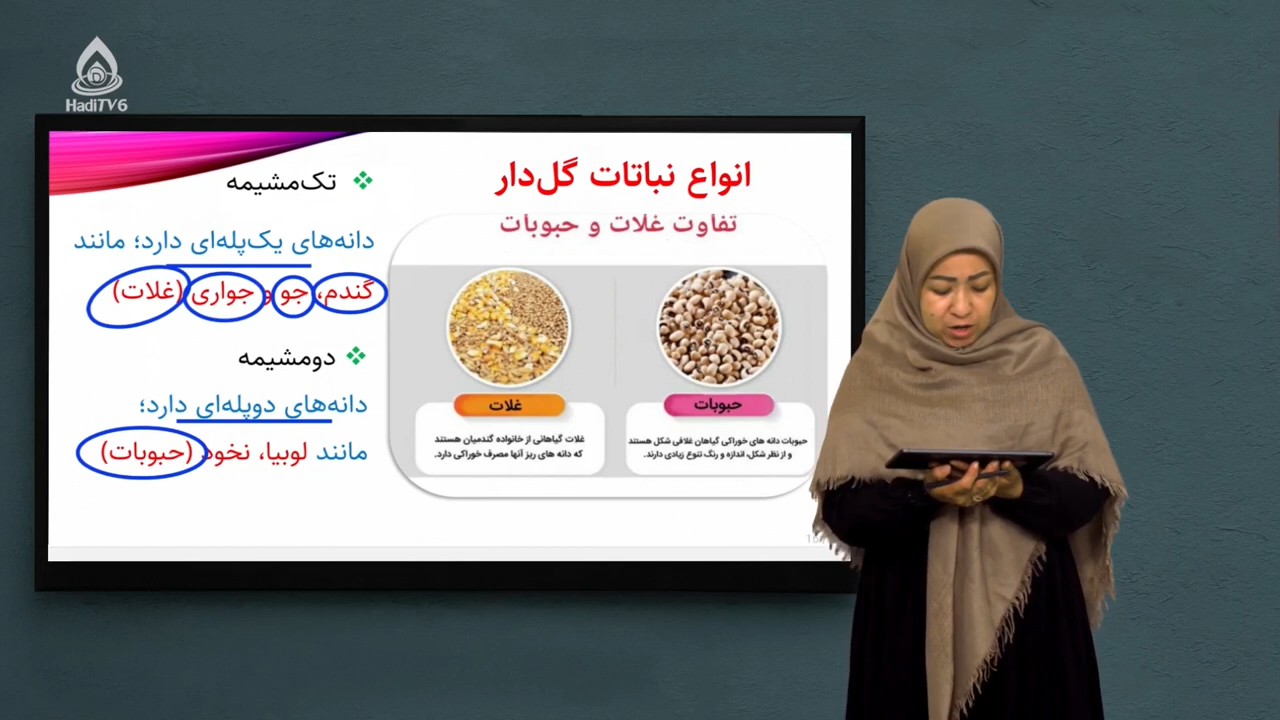 HadiTV6
انواع نباتات گل‌دار
تفاوت غلات و حبوبات
حبوبات
حبوبات دانه های خوراکی گیاهان غلافی شکل هستند
و از نظر شکل، اندازه و رنگ تنوع زیادی دارند.
غلات
غلات گیاهانی از خانواده گندمیان هستند
که دانه های ریز آنها مصرف خوراکی دارد.
تک‌مشیمه
دانه‌های یک‌پله‌ای دارد؛ مانند
گندم، جو و جواری (غلات)
دومشیمه
دانه‌های دوپله‌ای دارد؛
مانند لوبیا، نخود (حبوبات)